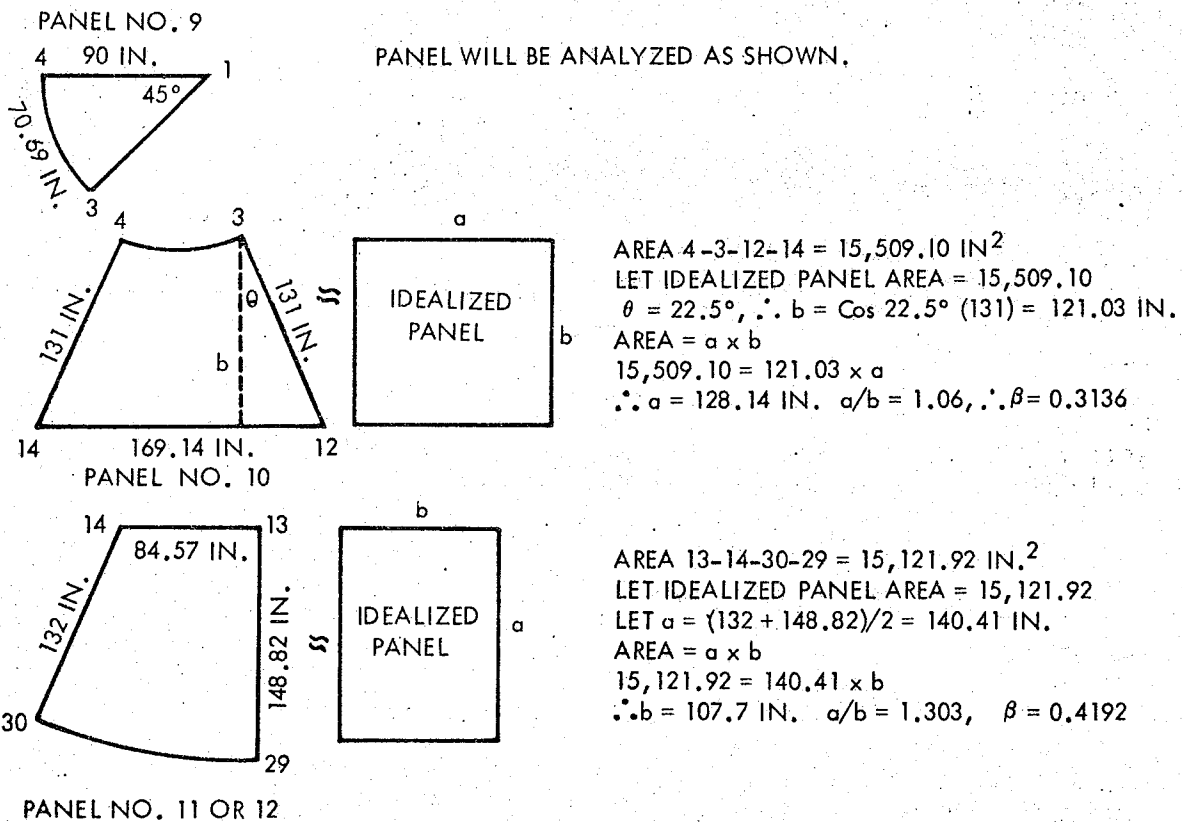 PANEL NO. 9
4 90 IN. 1
PANEL WILL BE ANALYZED AS SHOWN.
45°
70.69 IN.
3
4 3
a
131 IN.
θ
131 IN.
≈
IDEALIZED
PANEL
b
b
14 169.14 IN. 12
PANEL NO. 10
AREA 4-3-12-14 = 15,509.10 IN²
LET IDEALIZED PANEL AREA = 15,509.10
θ = 22.5°, ∴ b = Cos 22.5° (131) = 121.03 IN.
AREA = a x b
15,509.10 = 121.03 x a
∴ a = 128.14 IN. a/b = 1.06, ∴ β = 0.3136
14 13
84.57 IN.
132 IN.
148.82 IN.
≈
b
IDEALIZED
PANEL
a
30
29
PANEL NO. 11 OR 12
AREA 13-14-30-29 = 15,121.92 IN.²
LET IDEALIZED PANEL AREA = 15,121.92
LET a = (132 + 148.82)/2 = 140.41 IN.
AREA = a x b
15,121.92 = 140.41 x b
∴ b = 107.7 IN. a/b = 1.303, β = 0.4192